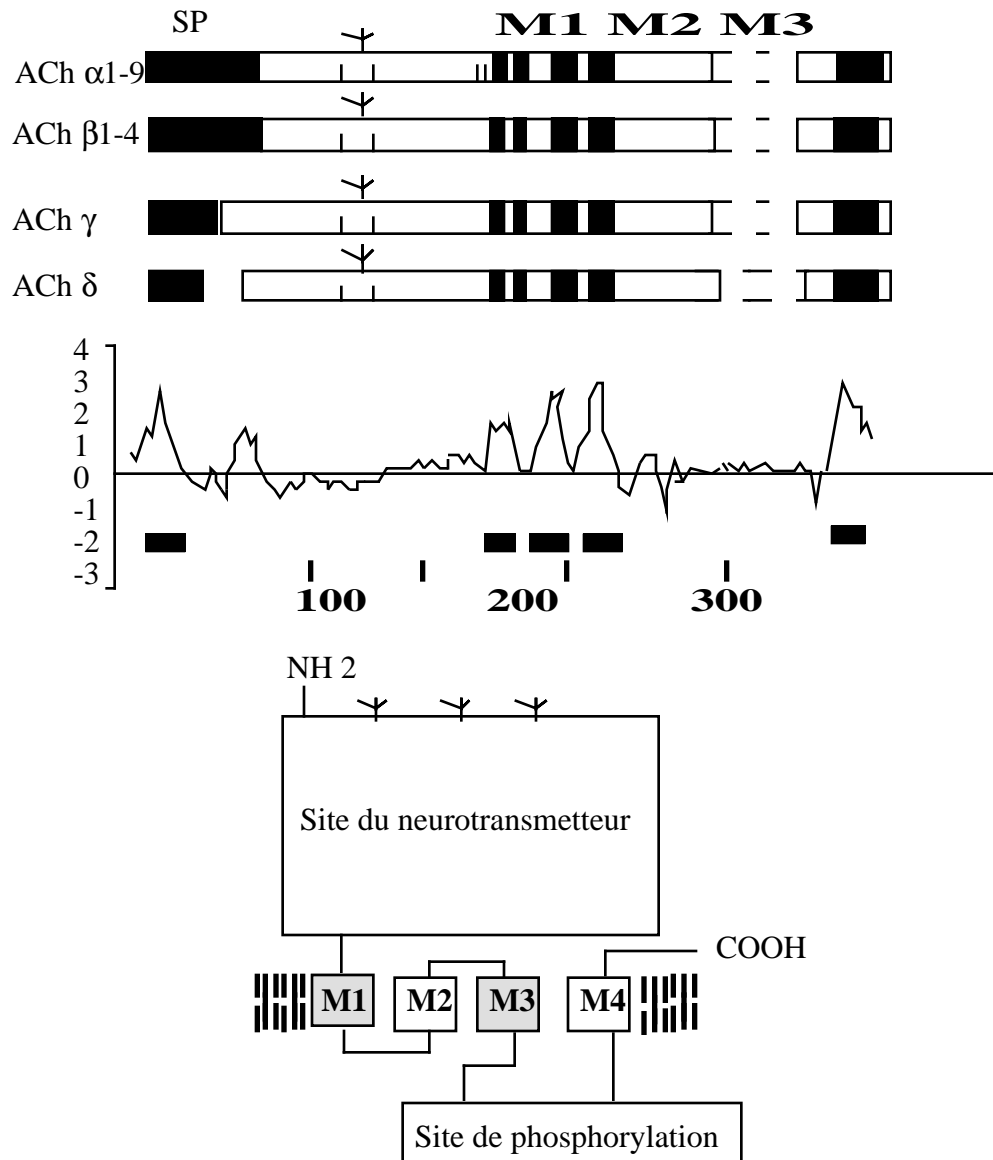 SP M1 M2 M3
ACh α1-9
ACh β1-4
ACh γ
ACh δ
4
3
2
1
0
-1
-2
-3
100 200 300
NH 2
Site du neurotransmetteur
COOH
M1 M2 M3 M4
Site de phosphorylation